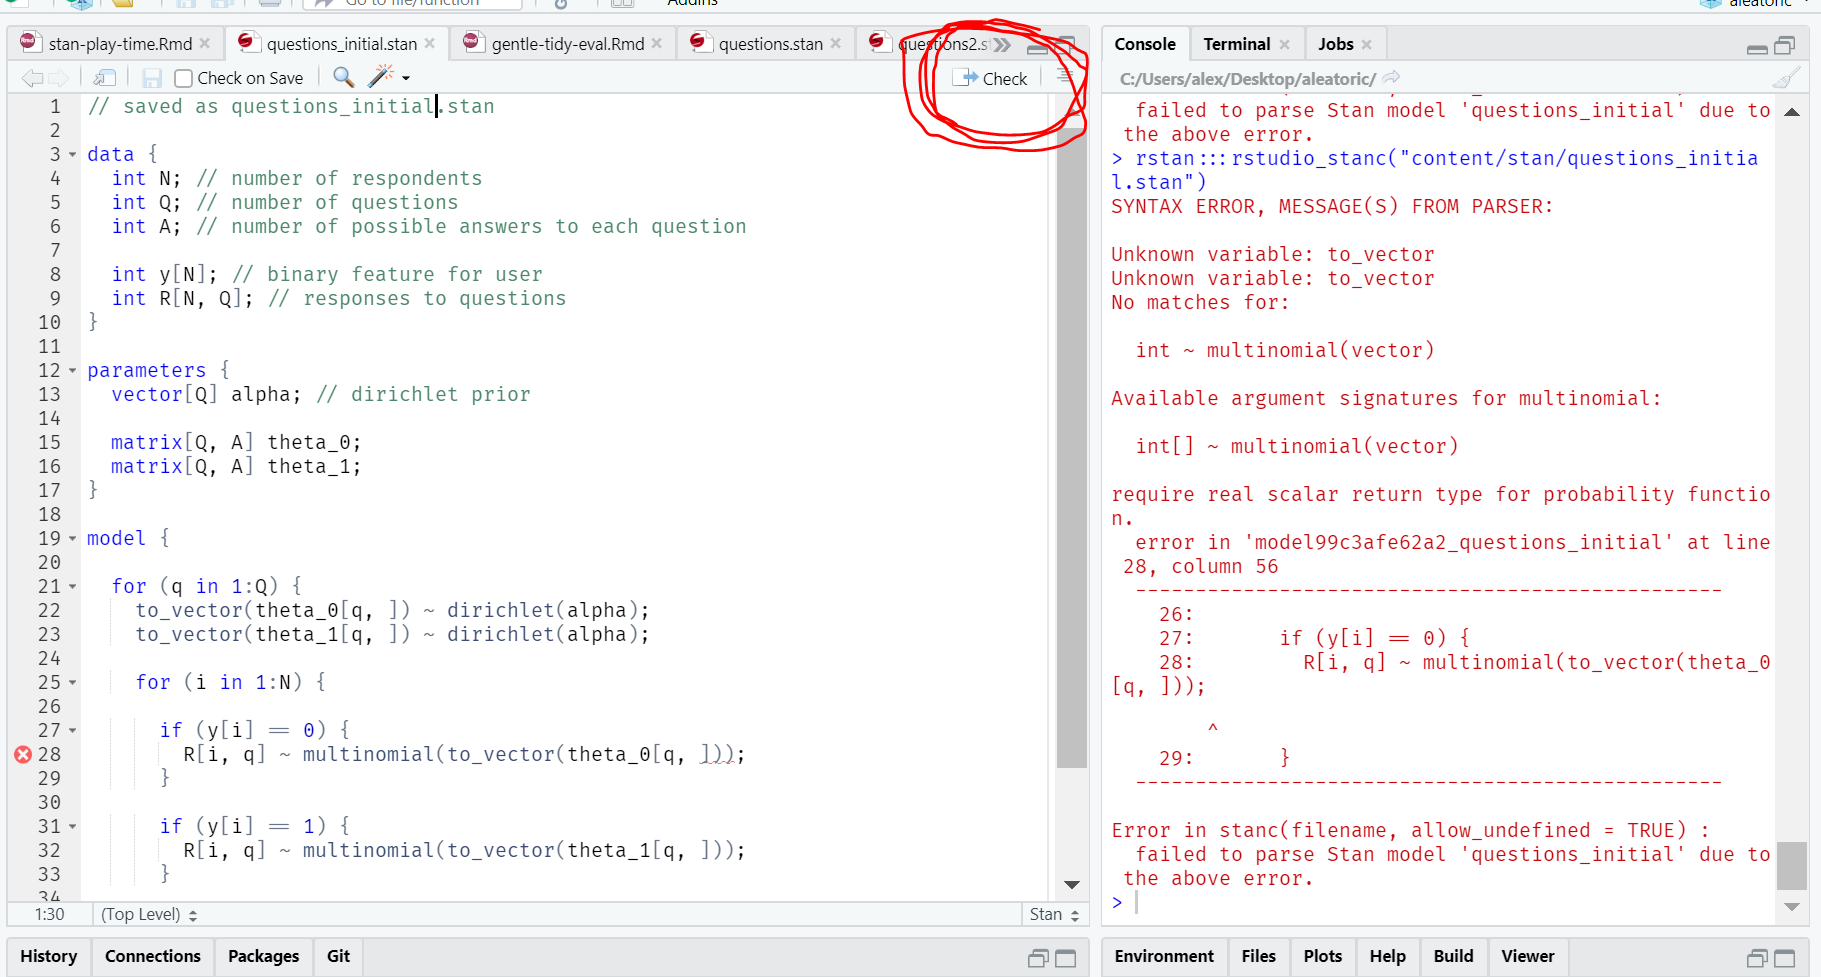 Go to file/function
Addins
aleatoric
stan-play-time.Rmd
questions_initial.stan
gentle-tidy-eval.Rmd
questions.stan
questions2.s
Check on Save
Check
1 // saved as questions_initial.stan
2
3 data {
4 int N; // number of respondents
5 int Q; // number of questions
6 int A; // number of possible answers to each question
7
8 int y[N]; // binary feature for user
9 int R[N, Q]; // responses to questions
10 }
11
12 parameters {
13 vector[Q] alpha; // dirichlet prior
14
15 matrix[Q, A] theta_0;
16 matrix[Q, A] theta_1;
17 }
18
19 model {
20
21 for (q in 1:Q) {
22 to_vector(theta_0[q, ]) ~ dirichlet(alpha);
23 to_vector(theta_1[q, ]) ~ dirichlet(alpha);
24
25 for (i in 1:N) {
26
27 if (y[i] == 0) {
28 R[i, q] ~ multinomial(to_vector(theta_0[q, ]));
29 }
30
31 if (y[i] == 1) {
32 R[i, q] ~ multinomial(to_vector(theta_1[q, ]));
33 }
34
1:30 (Top Level) Stan
History Connections Packages Git
Console Terminal Jobs
C:/Users/alex/Desktop/aleatoric/
failed to parse Stan model 'questions_initial' due to
the above error.
> rstan:::rstudio_stanc("content/stan/questions_initia
l.stan")
SYNTAX ERROR, MESSAGE(S) FROM PARSER:
Unknown variable: to_vector
Unknown variable: to_vector
No matches for:
int ~ multinomial(vector)
Available argument signatures for multinomial:
int[] ~ multinomial(vector)
require real scalar return type for probability functio
n.
error in 'model99c3afe62a2_questions_initial' at line
28, column 56
-------------------------------------------------
26:
27: if (y[i] == 0) {
28: R[i, q] ~ multinomial(to_vector(theta_0
[q, ]));
^
29: }
-------------------------------------------------
Error in stanc(filename, allow_undefined = TRUE) :
failed to parse Stan model 'questions_initial' due to
the above error.
>
Environment Files Plots Help Build Viewer